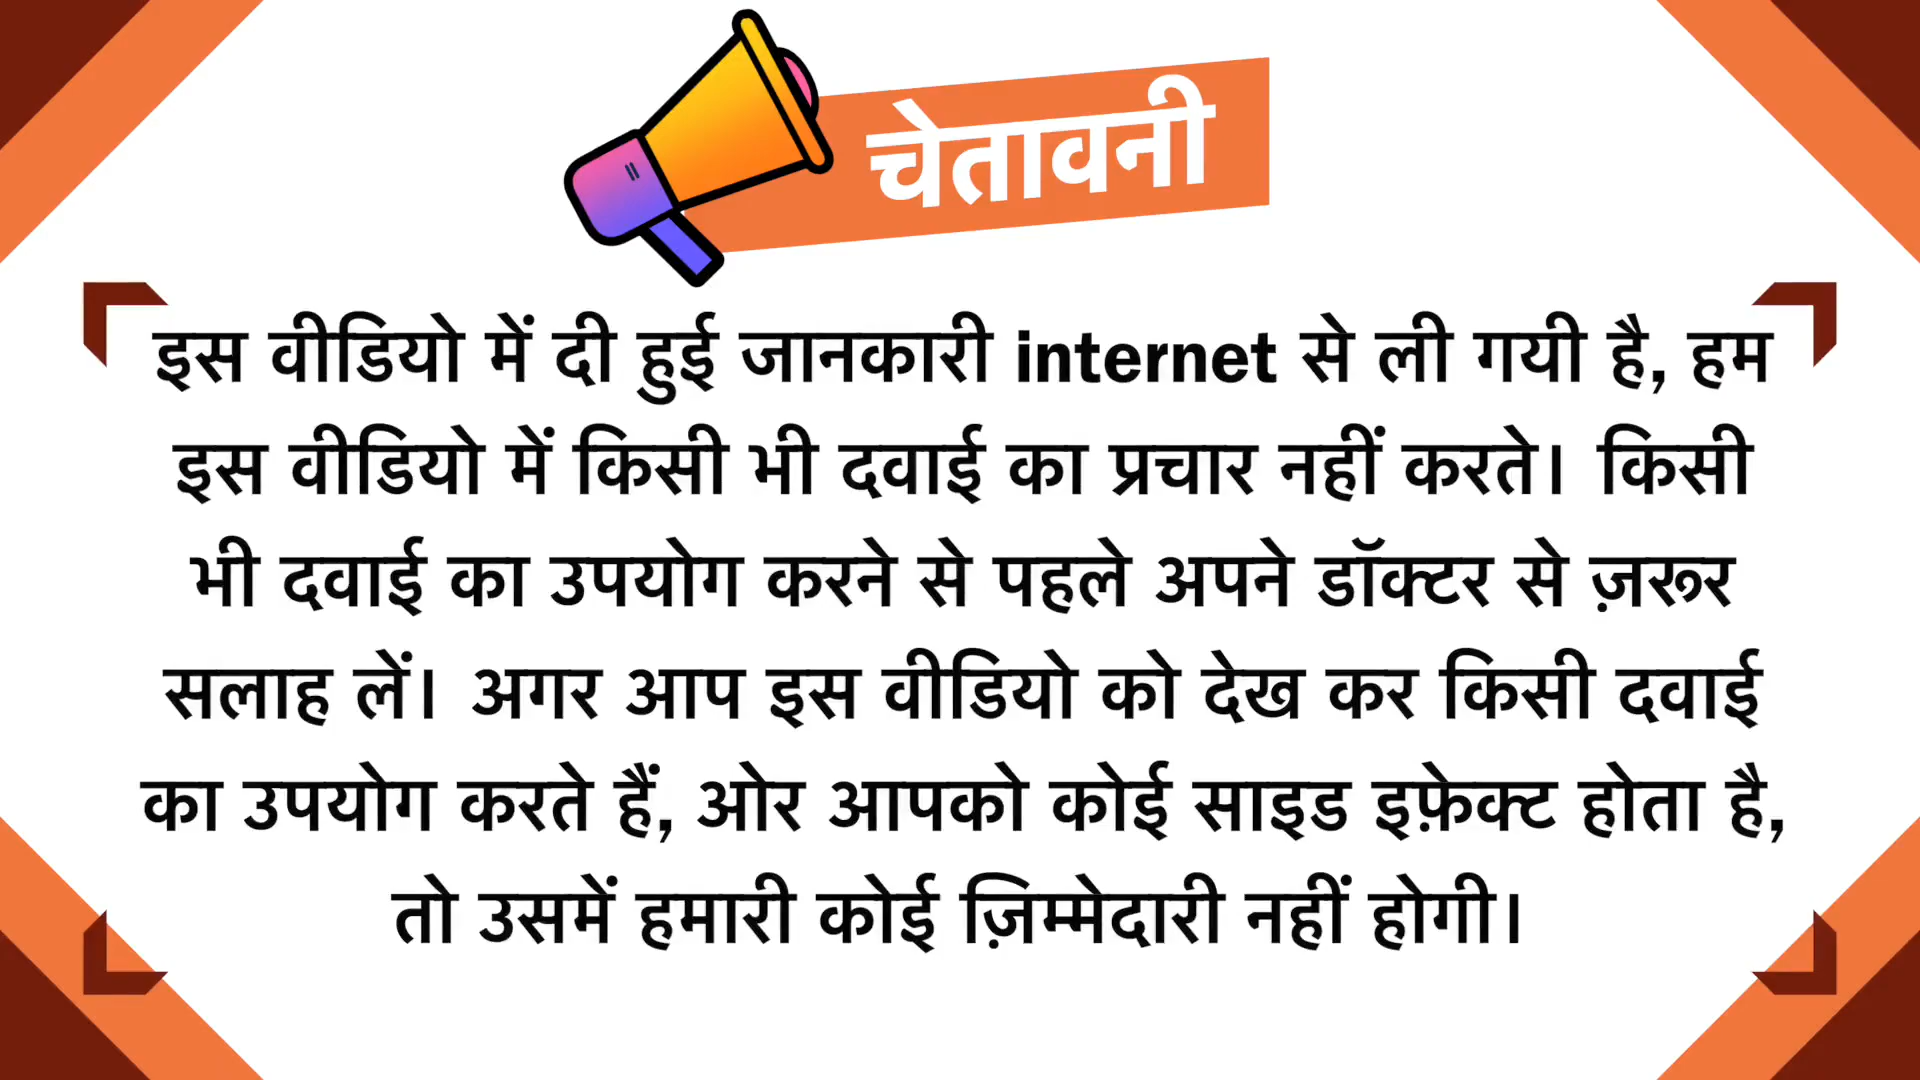 चेतावनी
इस वीडियो में दी हुई जानकारी internet से ली गयी है, हम
इस वीडियो में किसी भी दवाई का प्रचार नहीं करते। किसी
भी दवाई का उपयोग करने से पहले अपने डॉक्टर से ज़रूर
सलाह लें। अगर आप इस वीडियो को देख कर किसी दवाई
का उपयोग करते हैं, ओर आपको कोई साइड इफ़ेक्ट होता है,
तो उसमें हमारी कोई ज़िम्मेदारी नहीं होगी।